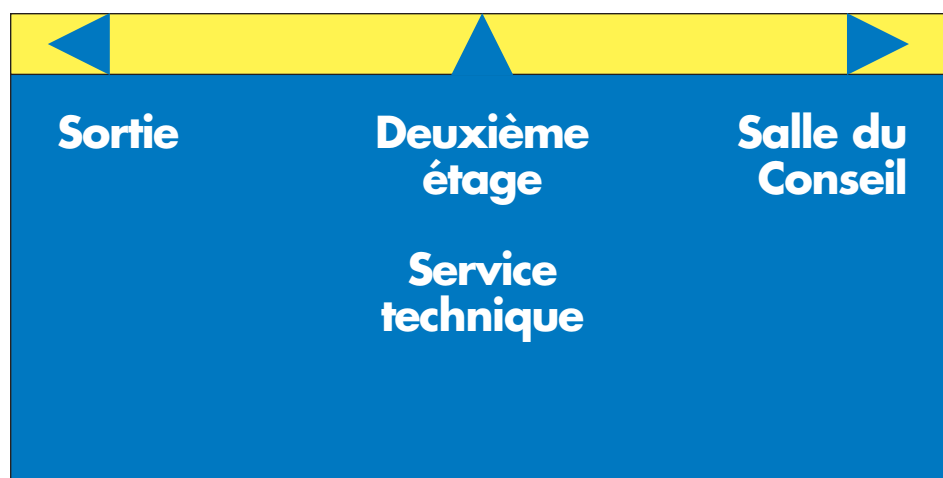 Sortie
Deuxième
étage
Service
technique
Salle du
Conseil